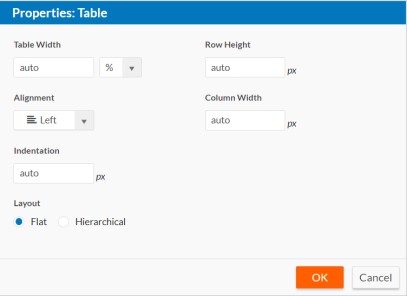 Properties: Table
Table Width Row Height
auto % auto px
Alignment Column Width
Left auto px
Indentation
auto px
Layout
Flat Hierarchical
OK Cancel